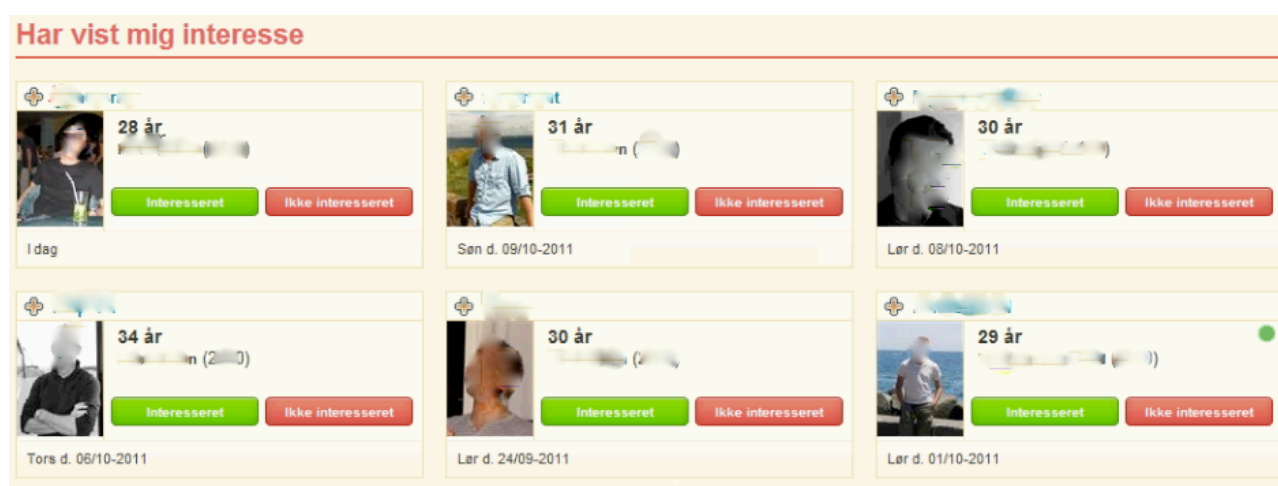 Har vist mig interesse
28 år
Interesseret Ikke interesseret
I dag
31 år
Interesseret Ikke interesseret
Søn d. 09/10-2011
30 år
Interesseret Ikke interesseret
Lør d. 08/10-2011
34 år
Interesseret Ikke interesseret
Tors d. 06/10-2011
30 år
Interesseret Ikke interesseret
Lør d. 24/09-2011
29 år
Interesseret Ikke interesseret
Lør d. 01/10-2011